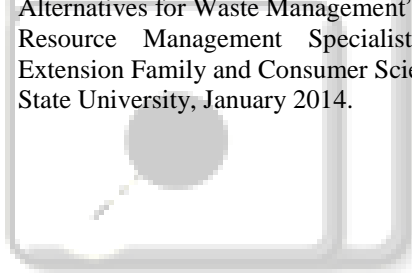 Alternatives for Waste Management’
Resource Management Specialist
Extension Family and Consumer Scie
State University, January 2014.